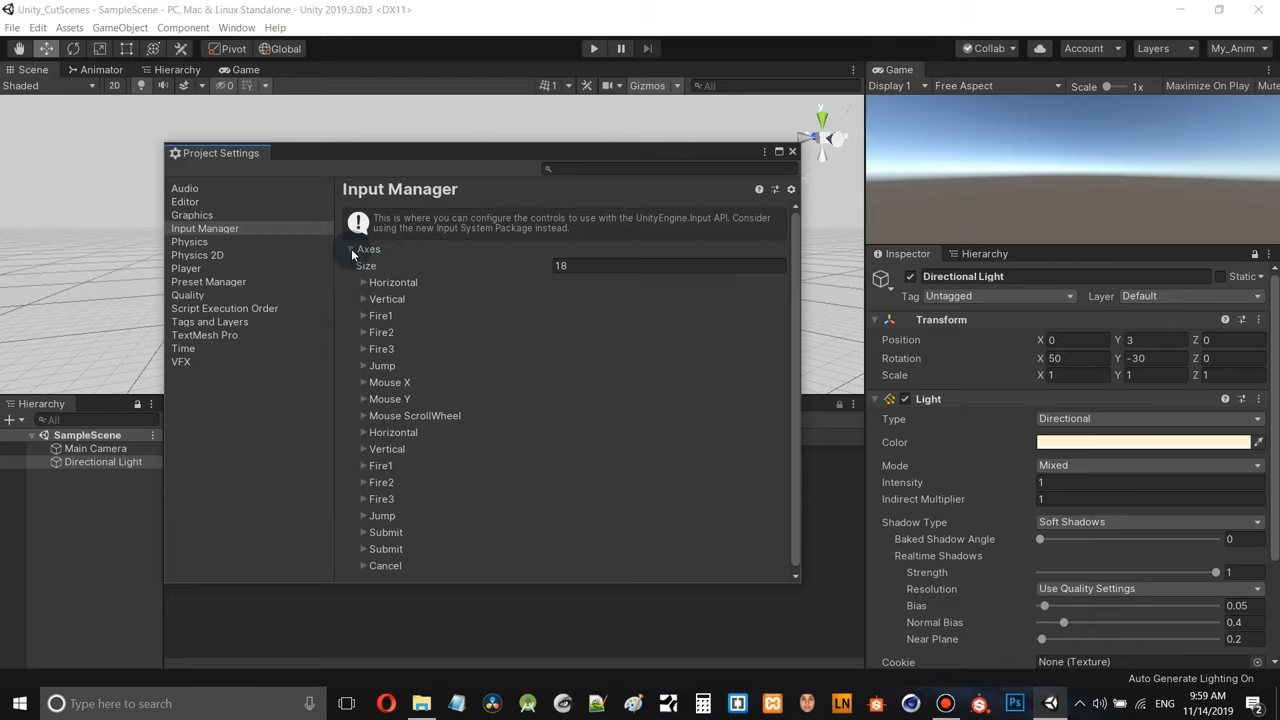 Unity_CutScenes - SampleScene - PC, Mac & Linux Standalone - Unity 2019.3.0b3 <DX11>
File Edit Assets GameObject Component Window Help
Pivot Global Collab Account Layers My_Anim
Scene Animator Hierarchy Game
Shaded 2D 0 1 Gizmos All
Game
Display 1 Free Aspect Scale 1x Maximize On Play Mute
y
x
Project Settings
Audio
Editor
Graphics
Input Manager
Physics
Physics 2D
Player
Preset Manager
Quality
Script Execution Order
Tags and Layers
TextMesh Pro
Time
VFX
Input Manager
This is where you can configure the controls to use with the UnityEngine.Input API. Consider
using the new Input System Package instead.
Axes
Size 18
Horizontal
Vertical
Fire1
Fire2
Fire3
Jump
Mouse X
Mouse Y
Mouse ScrollWheel
Horizontal
Vertical
Fire1
Fire2
Fire3
Jump
Submit
Submit
Cancel
Hierarchy
All
SampleScene
Main Camera
Directional Light
Inspector Hierarchy
Directional Light Static
Tag Untagged Layer Default
Transform
Position X 0 Y 3 Z 0
Rotation X 50 Y -30 Z 0
Scale X 1 Y 1 Z 1
Light
Type Directional
Color
Mode Mixed
Intensity 1
Indirect Multiplier 1
Shadow Type Soft Shadows
Baked Shadow Angle 0
Realtime Shadows
Strength 1
Resolution Use Quality Settings
Bias 0.05
Normal Bias 0.4
Near Plane 0.2
Cookie None (Texture)
Auto Generate Lighting On
Type here to search
LN
Ps
ENG
9:59 AM
11/14/2019
2